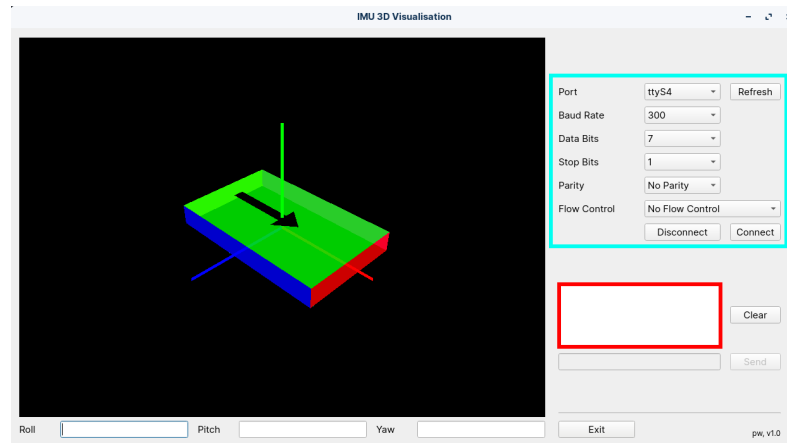 IMU 3D Visualisation
Port ttyS4 Refresh
Baud Rate 300
Data Bits 7
Stop Bits 1
Parity No Parity
Flow Control No Flow Control
Disconnect Connect
Clear
Send
Roll Pitch Yaw Exit pw, v1.0